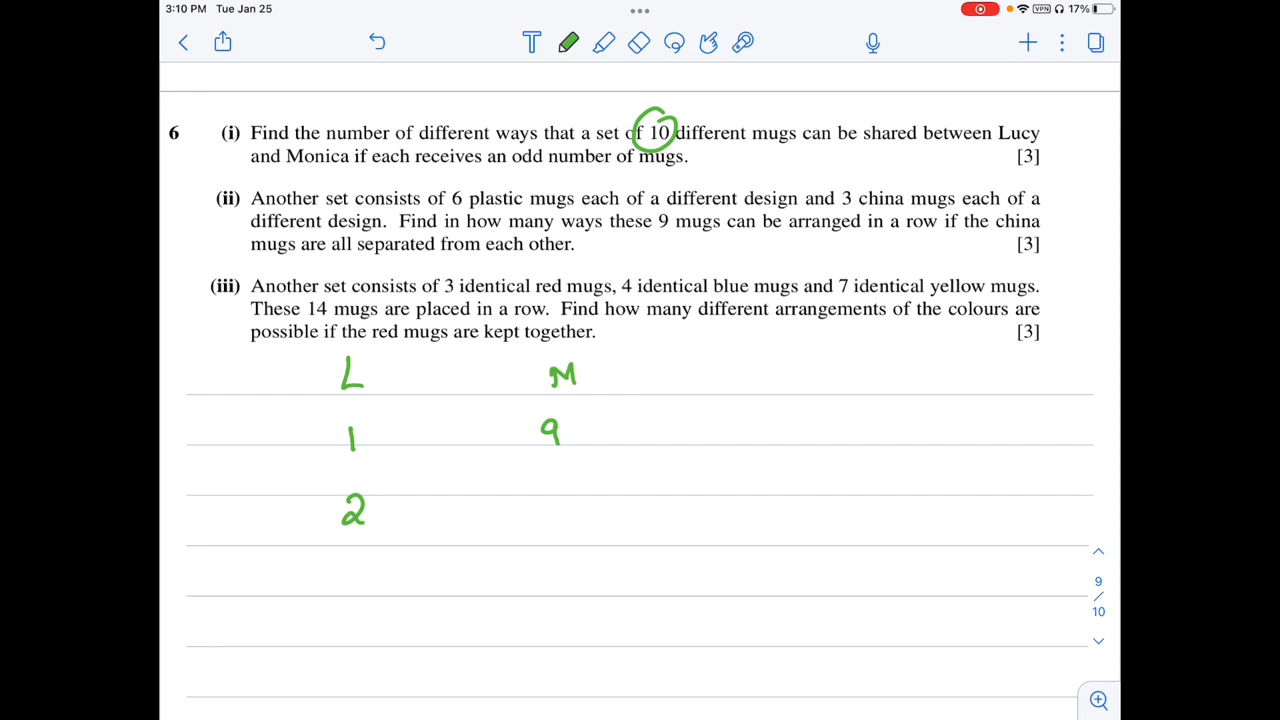 3:10 PM Tue Jan 25
VPN 17%
6 (i) Find the number of different ways that a set of 10 different mugs can be shared between Lucy
and Monica if each receives an odd number of mugs. [3]
(ii) Another set consists of 6 plastic mugs each of a different design and 3 china mugs each of a
different design. Find in how many ways these 9 mugs can be arranged in a row if the china
mugs are all separated from each other. [3]
(iii) Another set consists of 3 identical red mugs, 4 identical blue mugs and 7 identical yellow mugs.
These 14 mugs are placed in a row. Find how many different arrangements of the colours are
possible if the red mugs are kept together. [3]
L M
1 9
2
9
/
10